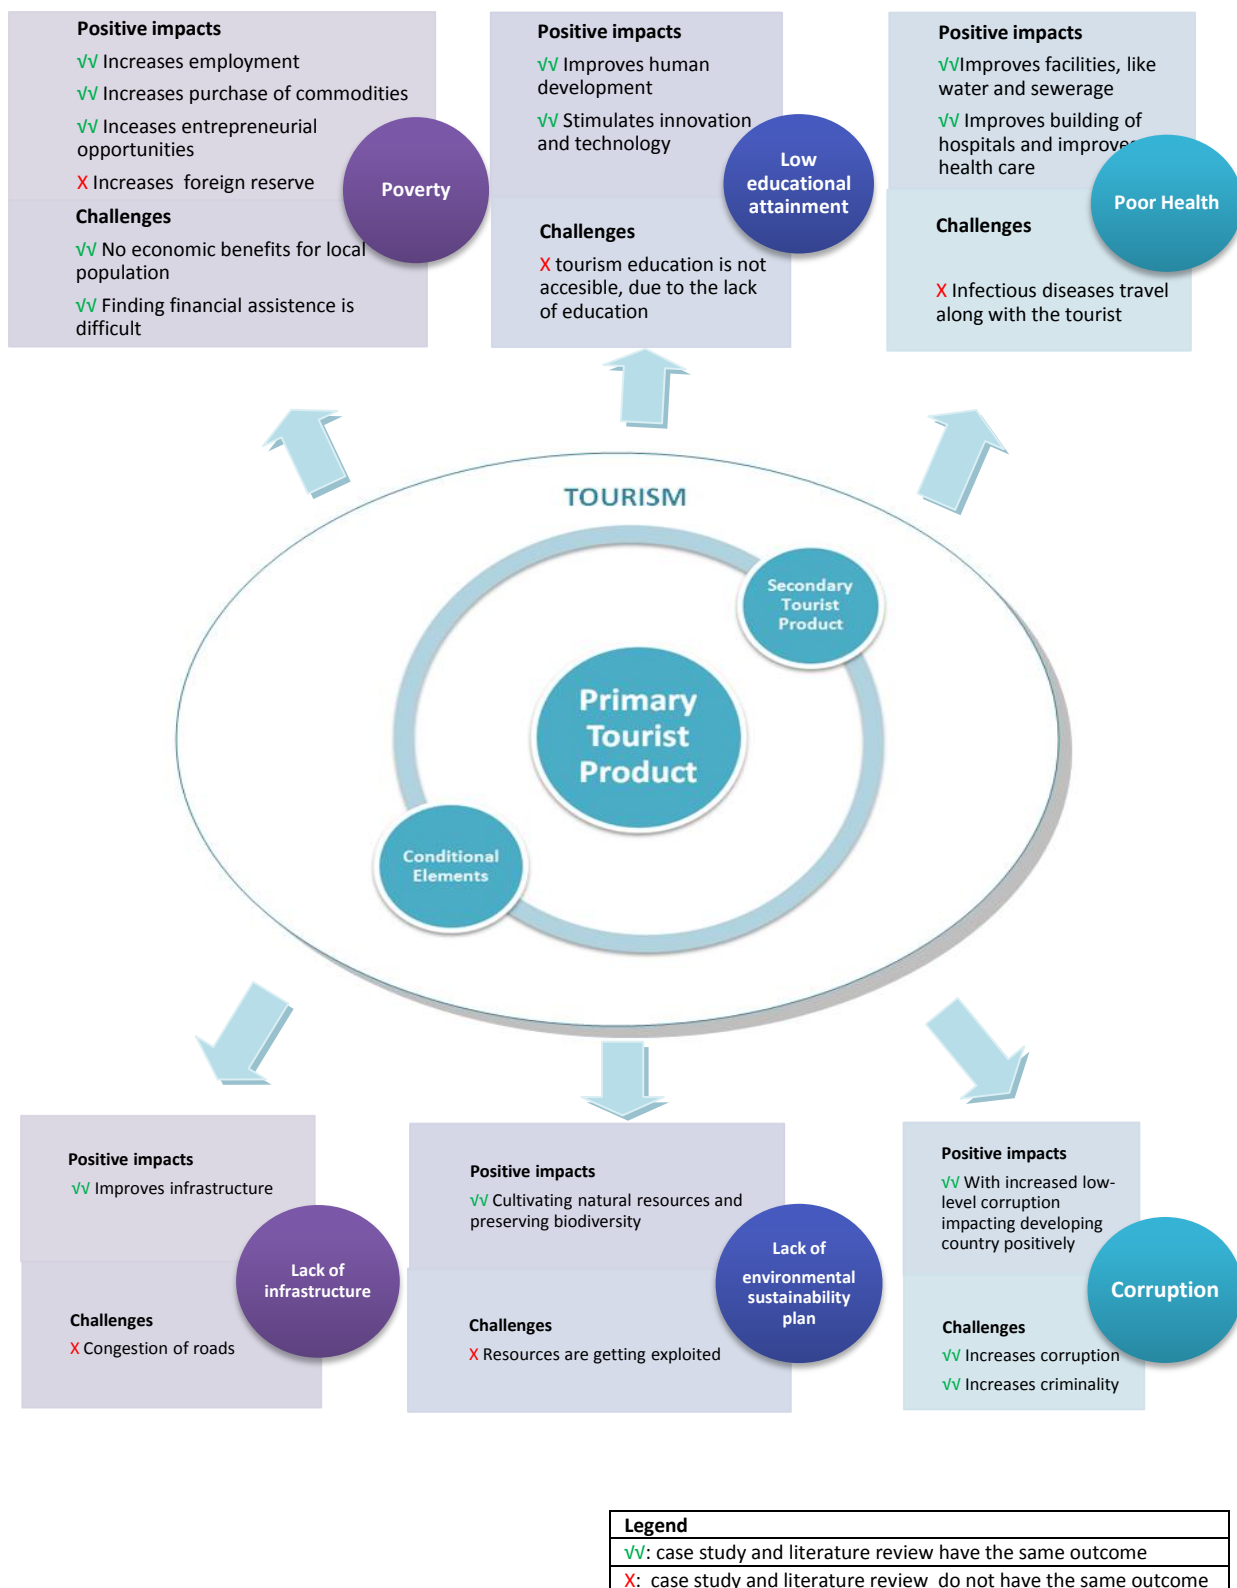 Positive impacts
√√ Increases employment
√√ Increases purchase of commodities
√√ Inceases entrepreneurial
opportunities
X Increases foreign reserve
Challenges
√√ No economic benefits for local
population
√√ Finding financial assistence is
difficult
Poverty
Positive impacts
√√ Improves human
development
√√ Stimulates innovation
and technology
Challenges
X tourism education is not
accesible, due to the lack
of education
Low
educational
attainment
Positive impacts
√√Improves facilities, like
water and sewerage
√√ Improves building of
hospitals and improves
health care
Challenges
X Infectious diseases travel
along with the tourist
Poor Health
TOURISM
Secondary
Tourist
Product
Primary
Tourist
Product
Conditional
Elements
Positive impacts
√√ Improves infrastructure
Challenges
X Congestion of roads
Lack of
infrastructure
Positive impacts
√√ Cultivating natural resources and
preserving biodiversity
Challenges
X Resources are getting exploited
Lack of
environmental
sustainability
plan
Positive impacts
√√ With increased low-
level corruption
impacting developing
country positively
Challenges
√√ Increases corruption
√√ Increases criminality
Corruption
Legend
√√: case study and literature review have the same outcome
X: case study and literature review do not have the same outcome